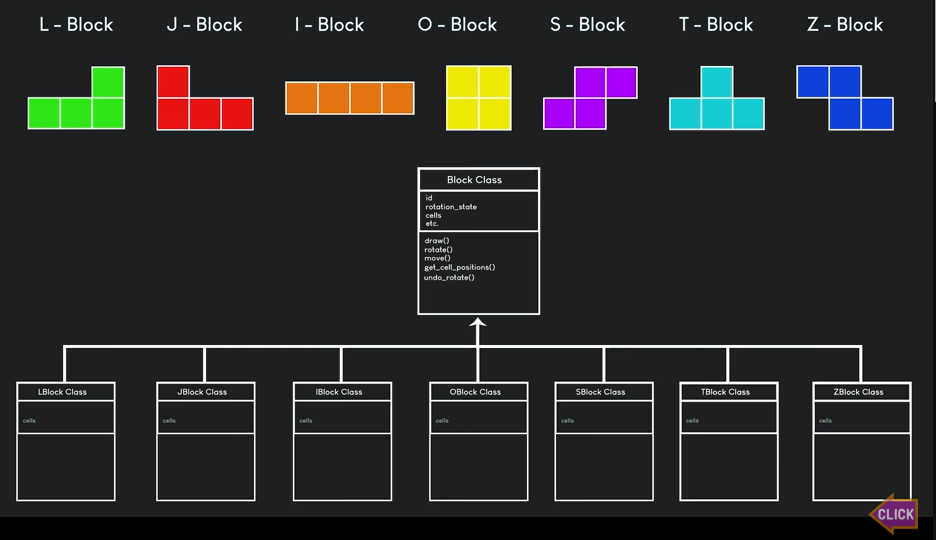 L - Block
J - Block
I - Block
O - Block
S - Block
T - Block
Z - Block
Block Class
id
rotation_state
cells
etc.
draw()
rotate()
move()
get_cell_positions()
undo_rotate()
LBlock Class
cells
JBlock Class
cells
IBlock Class
cells
OBlock Class
cells
SBlock Class
cells
TBlock Class
cells
ZBlock Class
cells
CLICK